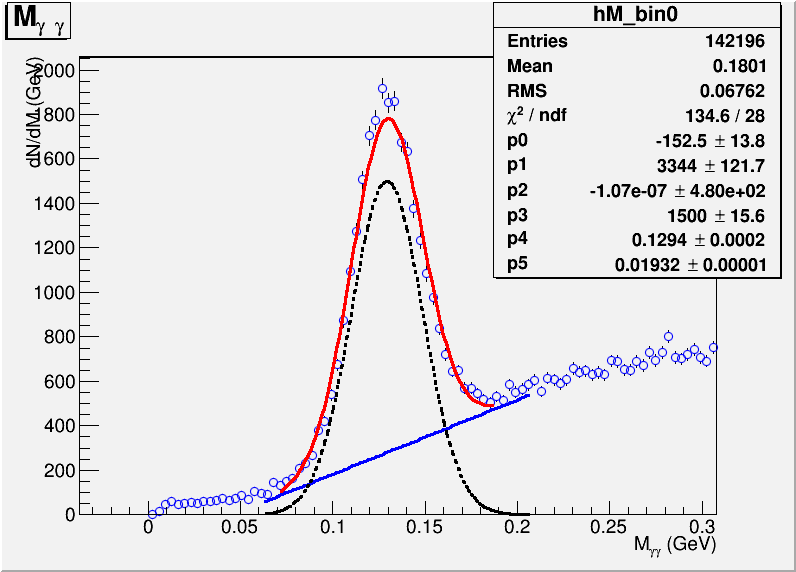 M_γ γ
hM_bin0
Entries 142196
Mean 0.1801
RMS 0.06762
χ² / ndf 134.6 / 28
p0 -152.5 ± 13.8
p1 3344 ± 121.7
p2 -1.07e-07 ± 4.80e+02
p3 1500 ± 15.6
p4 0.1294 ± 0.0002
p5 0.01932 ± 0.00001
dN/dM (GeV)
2000
1800
1600
1400
1200
1000
800
600
400
200
0
0 0.05 0.1 0.15 0.2 0.25 0.3
M_γγ (GeV)